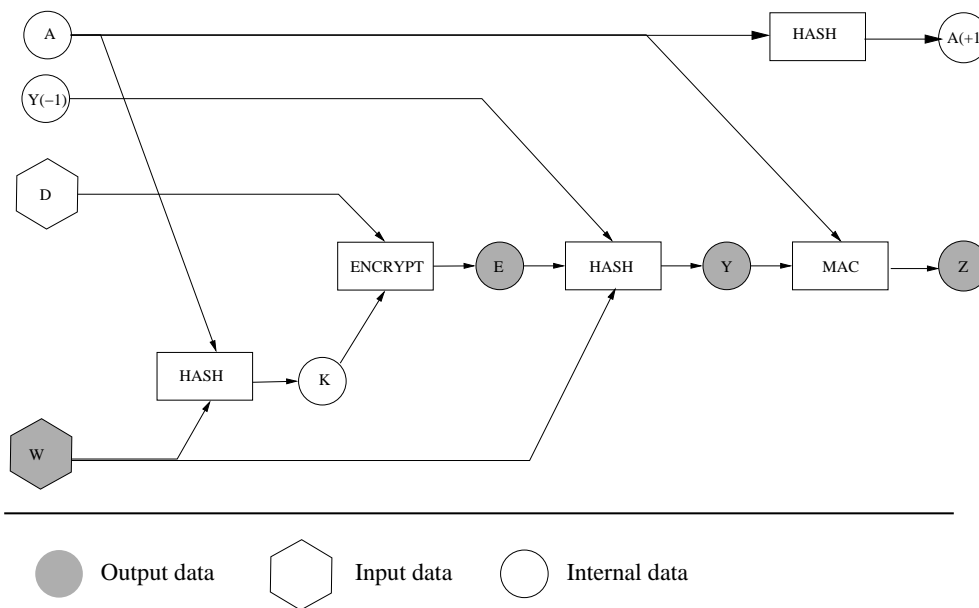 A
HASH
A(+1
Y(−1)
D
ENCRYPT
E
HASH
Y
MAC
Z
HASH
K
W
Output data
Input data
Internal data